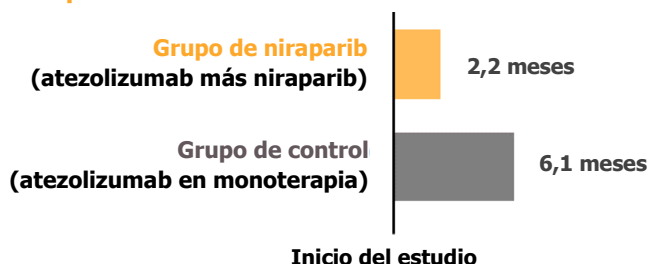 Grupo de niraparib
(atezolizumab más niraparib)
2,2 meses
Grupo de control
(atezolizumab en monoterapia)
6,1 meses
Inicio del estudio